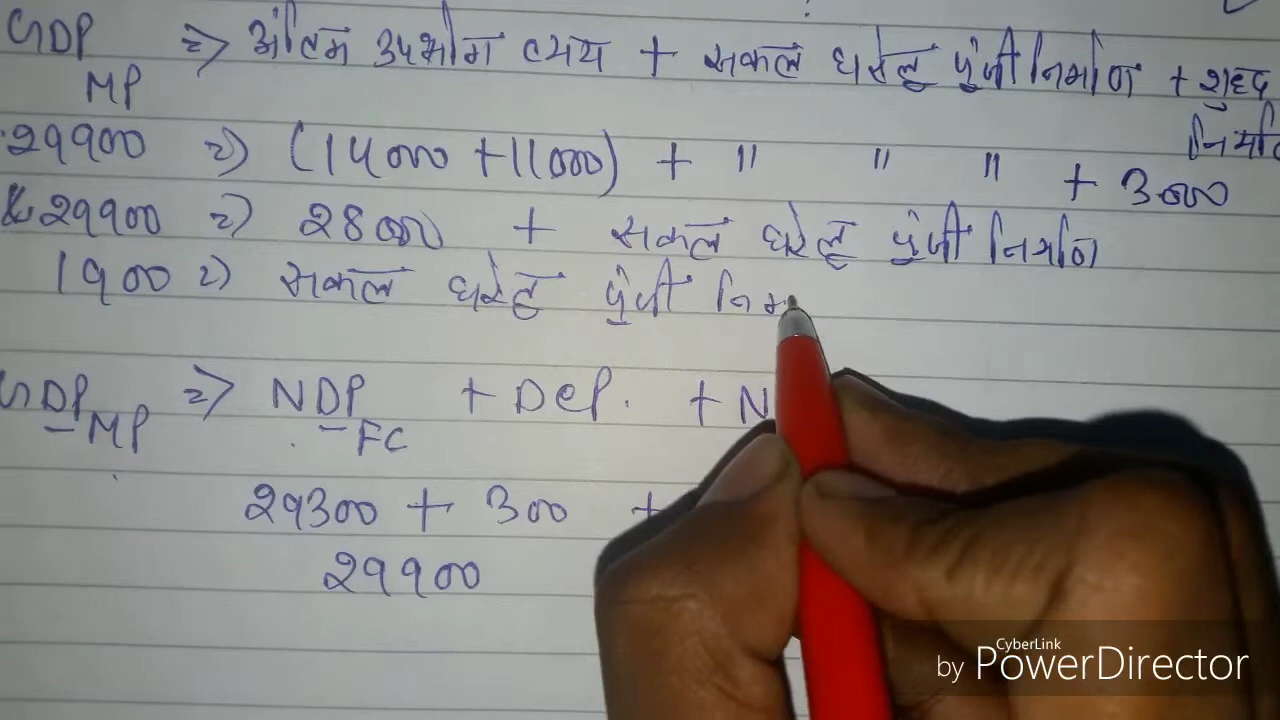 GDP MP => अंतिम उपभोग व्यय + सकल घरेलू पूंजी निर्माण + शुद्ध
निर्या
29900 => (14000 + 11000) + " " " + 3000
29900 => 28000 + सकल घरेलू पूंजी निर्माण
1900 => सकल घरेलू पूंजी निम
GDP MP => NDP FC + Dep. + N
29300 + 300 +
29900
CyberLink
by PowerDirector